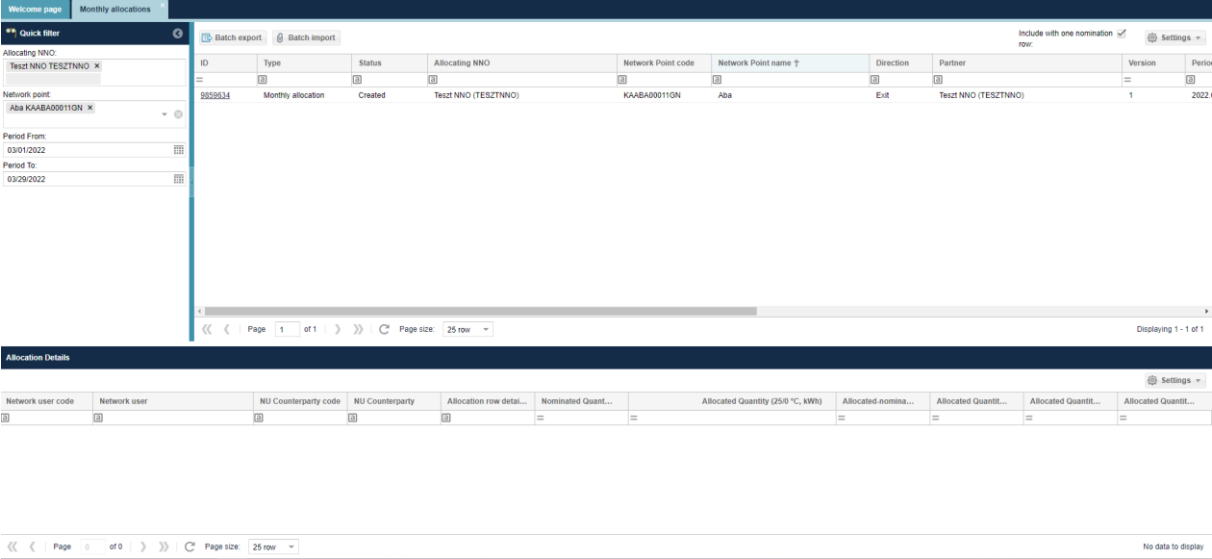 Welcome page
Monthly allocations
Quick filter
Allocating NNO:
Teszt NNO TESZTNNO ×
Network point:
Aba KAABA00011GN ×
Period From:
03/01/2022
Period To:
03/29/2022
Batch export
Batch import
Include with one nomination row:
Settings
ID Type Status Allocating NNO Network Point code Network Point name ↑ Direction Partner Version Perio
9859634 Monthly allocation Created Teszt NNO (TESZTNNO) KAABA00011GN Aba Exit Teszt NNO (TESZTNNO) 1 2022.
Page 1 of 1 Page size: 25 row Displaying 1 - 1 of 1
Allocation Details
Settings
Network user code Network user NU Counterparty code NU Counterparty Allocation row detai... Nominated Quant... Allocated Quantity (25/0 °C, kWh) Allocated-nomina... Allocated Quantit... Allocated Quantit... Allocated Quantit...
Page 0 of 0 Page size: 25 row No data to display